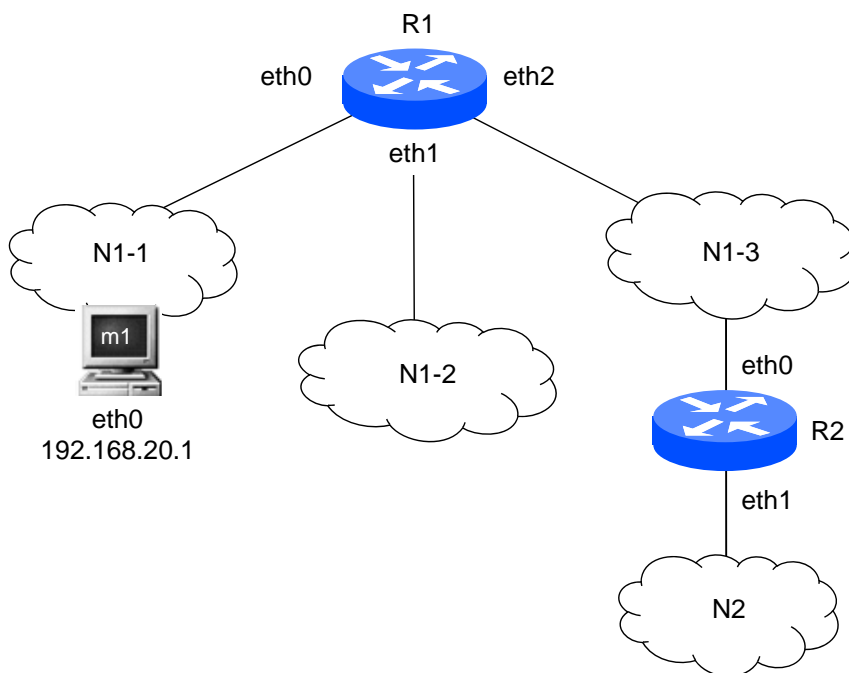 R1
eth0
eth2
eth1
N1-1
N1-3
m1
N1-2
eth0
eth0
192.168.20.1
R2
eth1
N2